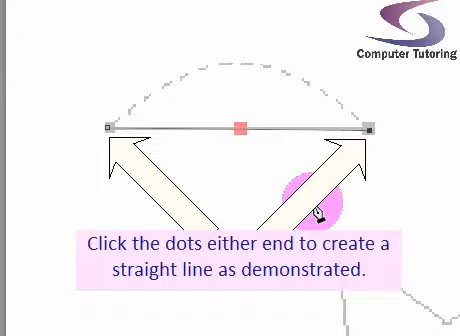 Computer Tutoring
Click the dots either end to create a
straight line as demonstrated.